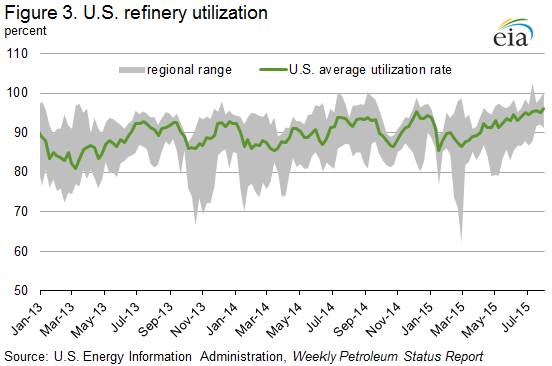 Figure 3. U.S. refinery utilization
percent
eia
regional range
U.S. average utilization rate
110
100
90
80
70
60
50
Jan-13
Mar-13
May-13
Jul-13
Sep-13
Nov-13
Jan-14
Mar-14
May-14
Jul-14
Sep-14
Nov-14
Jan-15
Mar-15
May-15
Jul-15
Source: U.S. Energy Information Administration, Weekly Petroleum Status Report